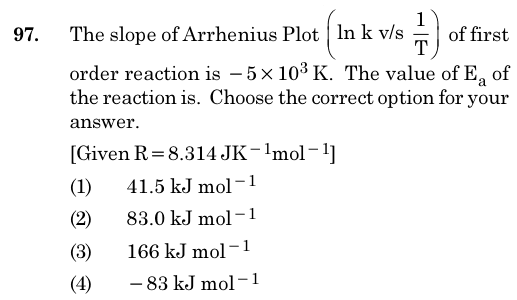 97. The slope of Arrhenius Plot (ln k v/s 1/T) of first
order reaction is − 5 × 10³ K. The value of Eₐ of
the reaction is. Choose the correct option for your
answer.
[Given R = 8.314 JK⁻¹mol⁻¹]
(1) 41.5 kJ mol⁻¹
(2) 83.0 kJ mol⁻¹
(3) 166 kJ mol⁻¹
(4) − 83 kJ mol⁻¹